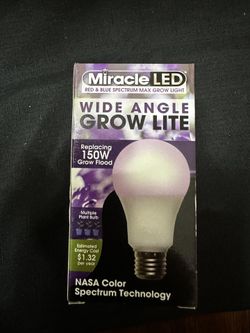 Miracle LED
RED & BLUE SPECTRUM MAX GROW LIGHT
WIDE ANGLE
GROW LITE
Replacing
150W
Grow Flood
Multiple
Plant Bulb
Estimated
Energy Cost
$1.32
per year
NASA Color
Spectrum Technology